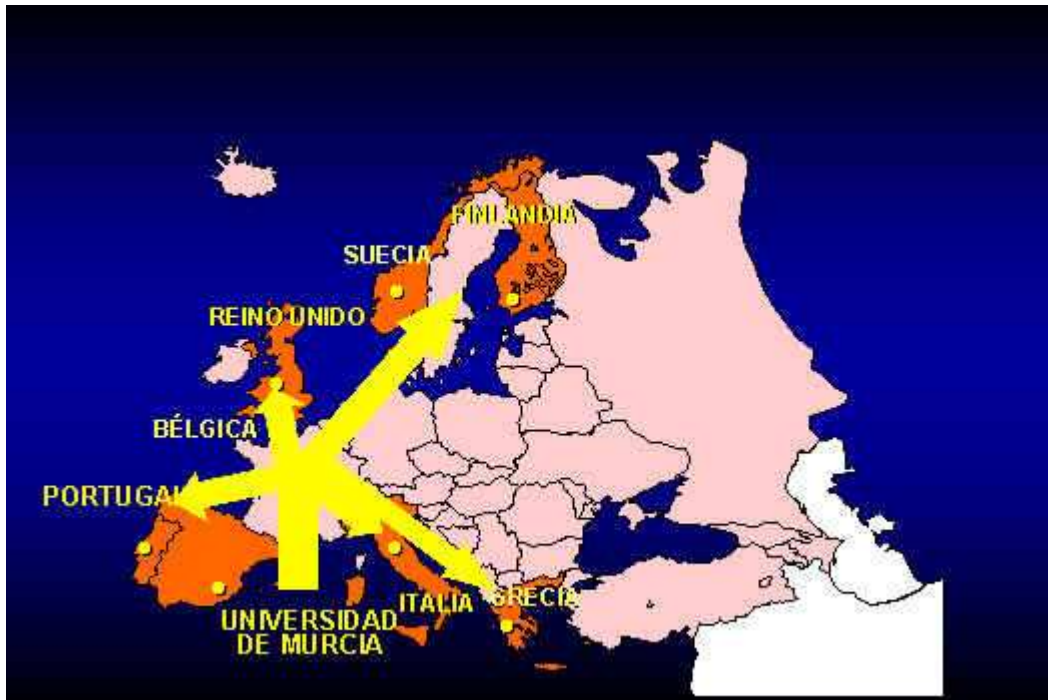 FINLANDIA
SUECIA
REINO UNIDO
BÉLGICA
PORTUGAL
ITALIA
GRECIA
UNIVERSIDAD
DE MURCIA